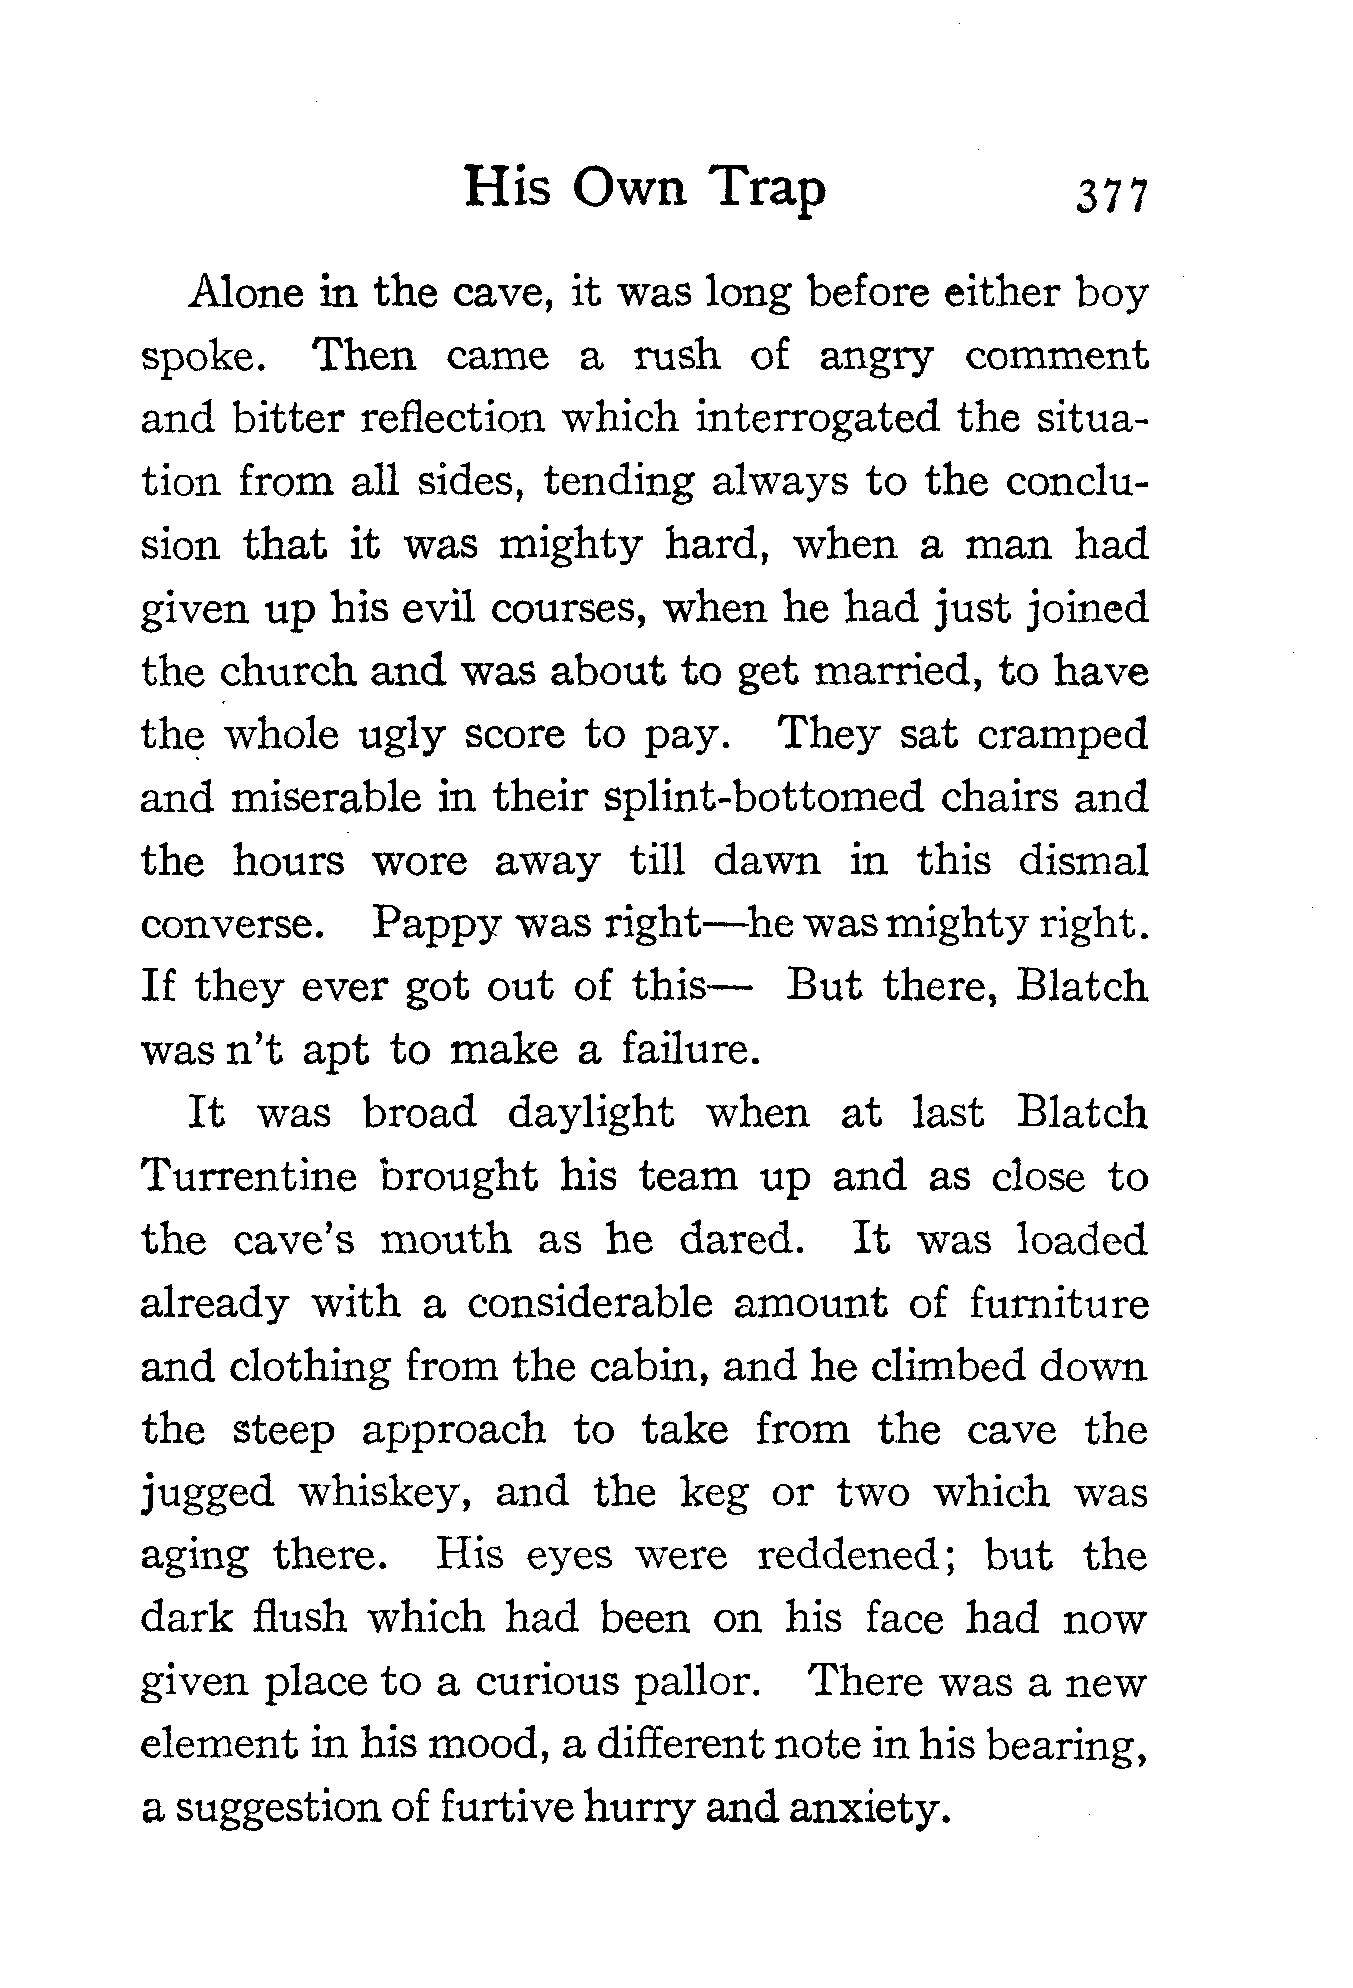 His Own Trap 377
Alone in the cave, it was long before either boy
spoke. Then came a rush of angry comment
and bitter reflection which interrogated the situa-
tion from all sides, tending always to the conclu-
sion that it was mighty hard, when a man had
given up his evil courses, when he had just joined
the church and was about to get married, to have
the whole ugly score to pay. They sat cramped
and miserable in their splint-bottomed chairs and
the hours wore away till dawn in this dismal
converse. Pappy was right—he was mighty right.
If they ever got out of this— But there, Blatch
was n't apt to make a failure.
It was broad daylight when at last Blatch
Turrentine brought his team up and as close to
the cave's mouth as he dared. It was loaded
already with a considerable amount of furniture
and clothing from the cabin, and he climbed down
the steep approach to take from the cave the
jugged whiskey, and the keg or two which was
aging there. His eyes were reddened; but the
dark flush which had been on his face had now
given place to a curious pallor. There was a new
element in his mood, a different note in his bearing,
a suggestion of furtive hurry and anxiety.